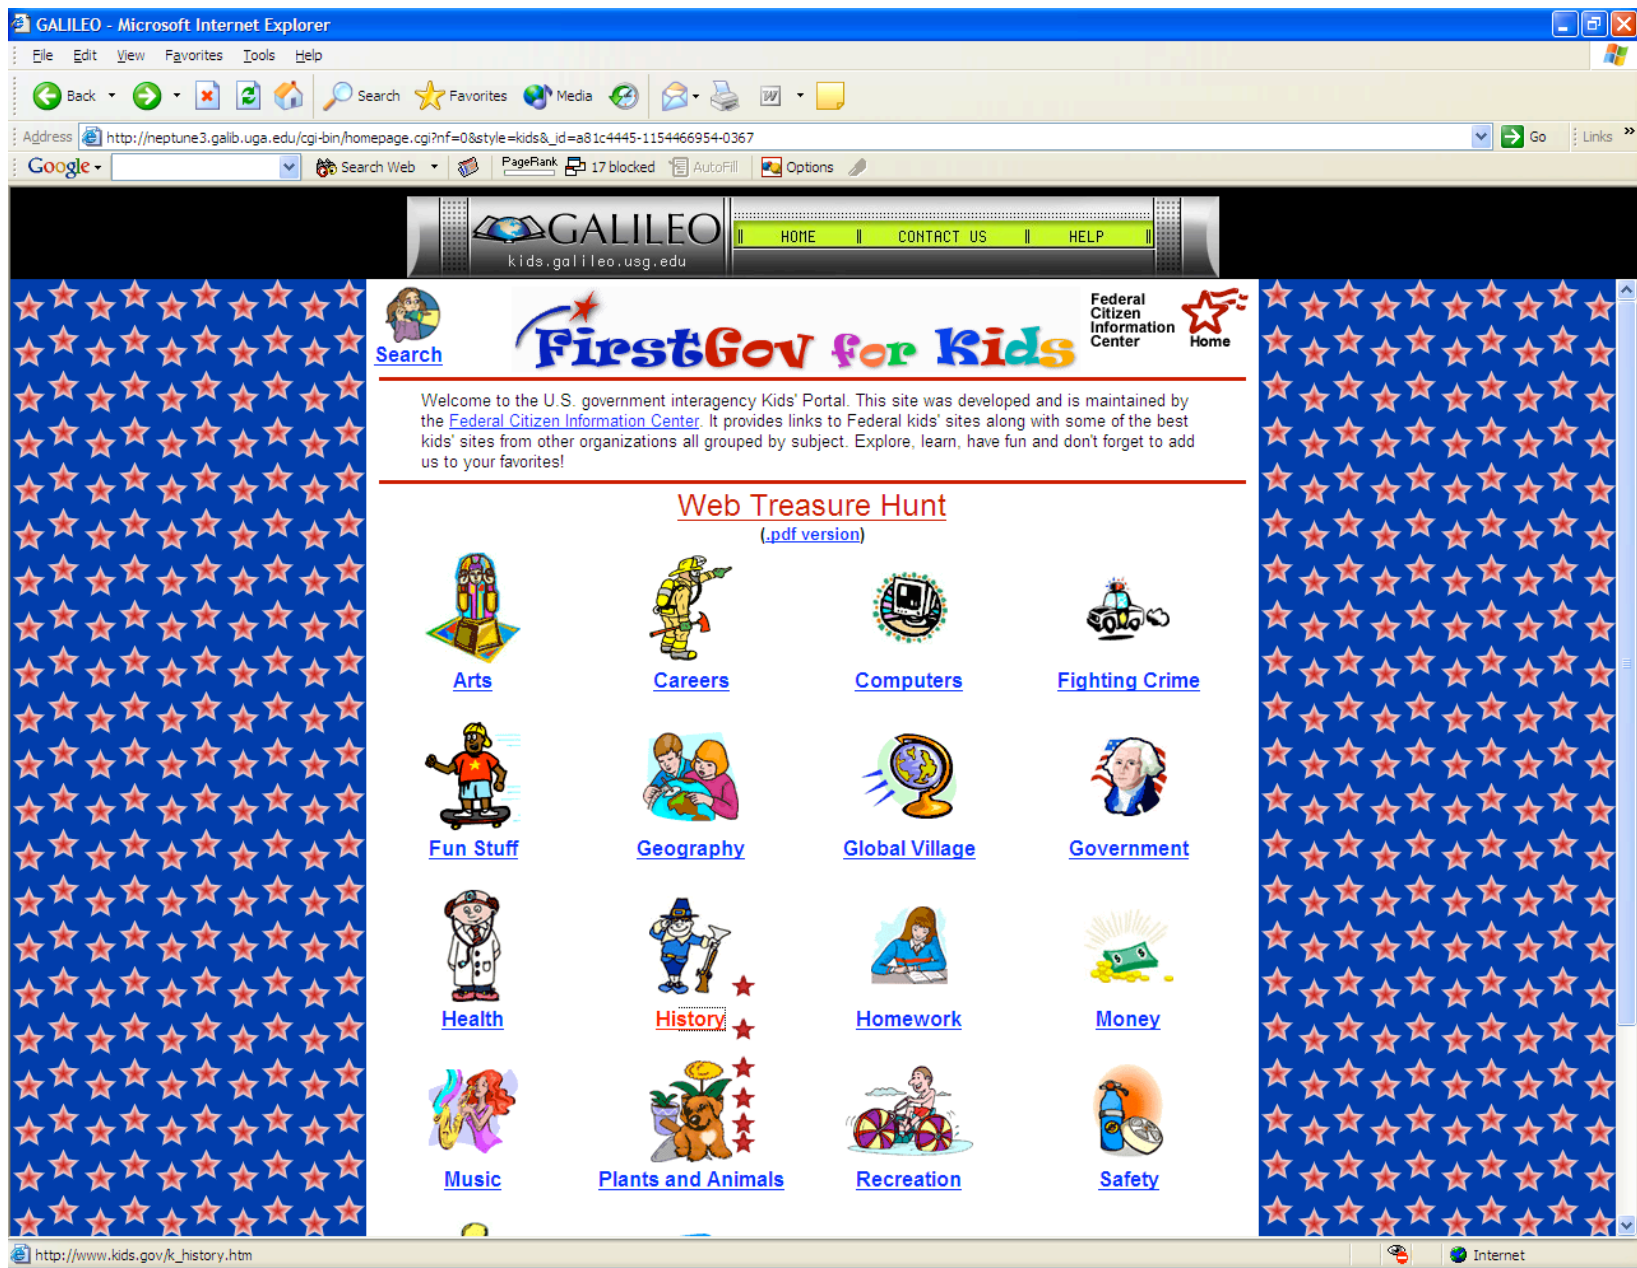 GALILEO - Microsoft Internet Explorer
File Edit View Favorites Tools Help
Back Search Favorites Media
Address http://neptune3.galib.uga.edu/cgi-bin/homepage.cgi?nf=0&style=kids&_id=a81c4445-1154466954-0367 Go Links »
Google Search Web PageRank 17 blocked AutoFill Options
GALILEO
kids.galileo.usg.edu
HOME CONTACT US HELP
Search
FirstGov for Kids
Federal
Citizen
Information
Center
Home
Welcome to the U.S. government interagency Kids' Portal. This site was developed and is maintained by
the Federal Citizen Information Center. It provides links to Federal kids' sites along with some of the best
kids' sites from other organizations all grouped by subject. Explore, learn, have fun and don't forget to add
us to your favorites!
Web Treasure Hunt
(.pdf version)
Arts Careers Computers Fighting Crime
Fun Stuff Geography Global Village Government
Health History Homework Money
Music Plants and Animals Recreation Safety
http://www.kids.gov/k_history.htm Internet